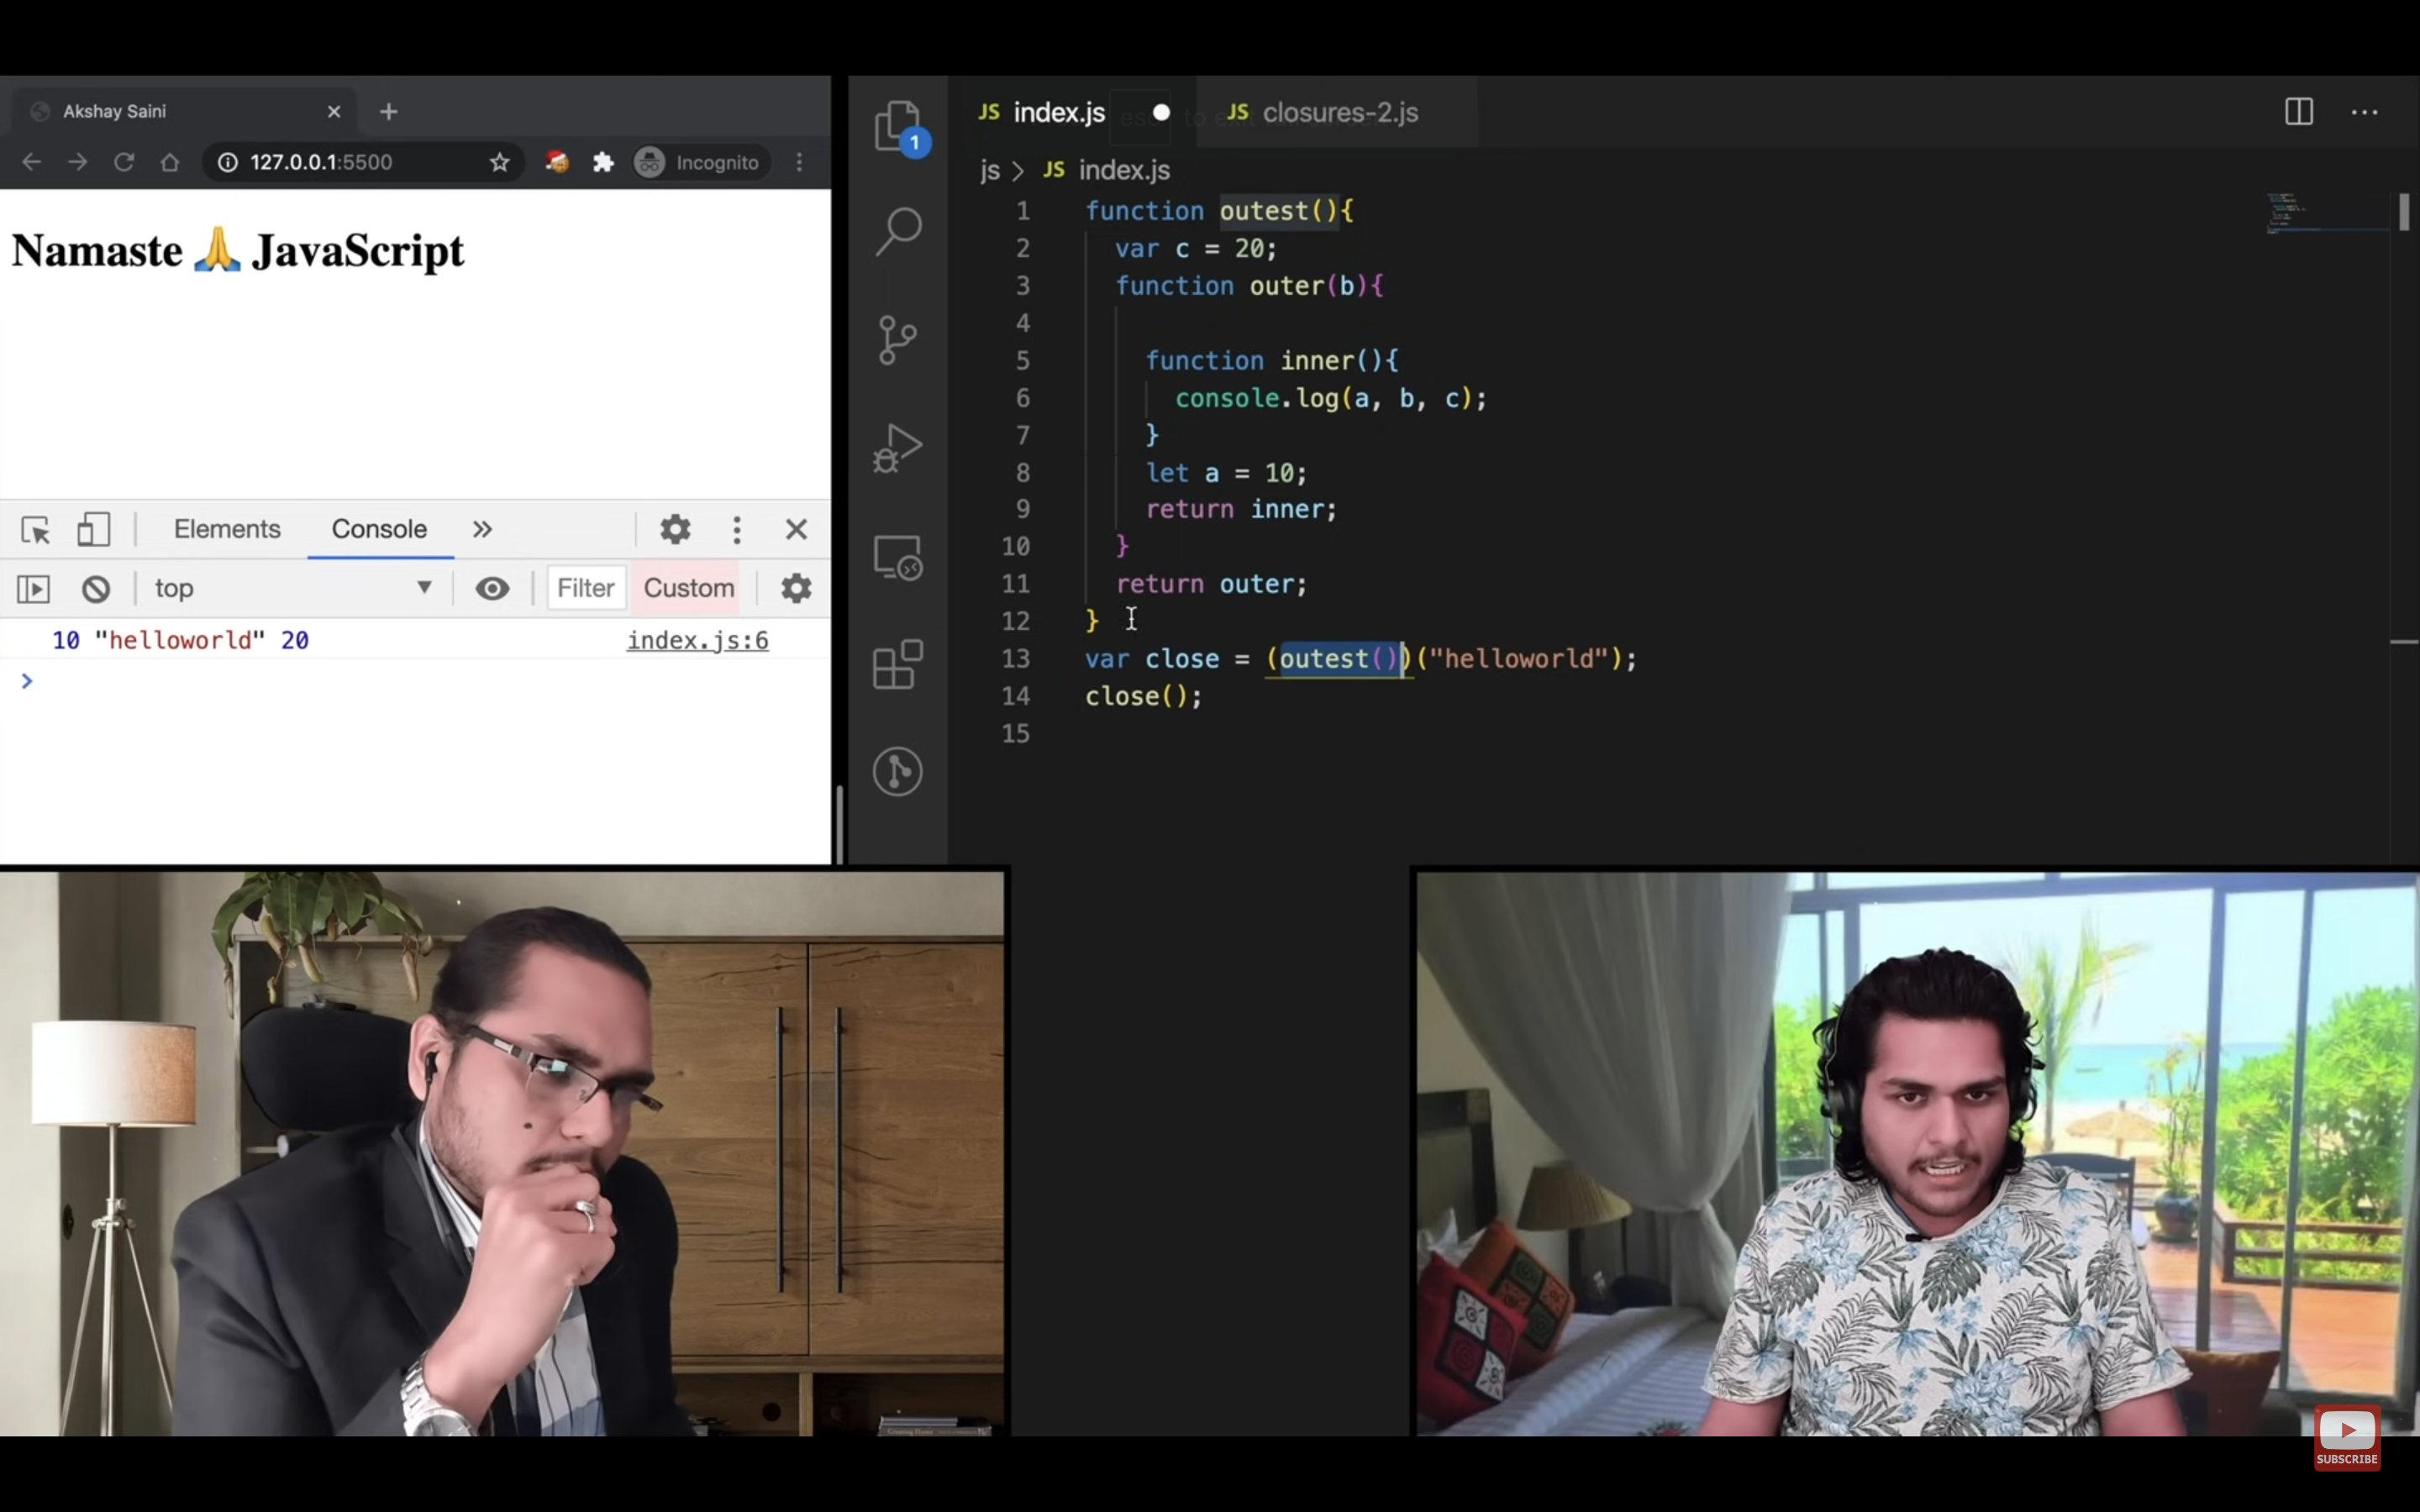 Akshay Saini
127.0.0.1:5500
Incognito
Namaste 🙏 JavaScript
Elements
Console
top
Filter
Custom
10 "helloworld" 20
index.js:6
1
JS index.js
JS closures-2.js
js > JS index.js
1 function outest(){
2 var c = 20;
3 function outer(b){
4
5 function inner(){
6 console.log(a, b, c);
7 }
8 let a = 10;
9 return inner;
10 }
11 return outer;
12 }
13 var close = (outest())("helloworld");
14 close();
15
SUBSCRIBE